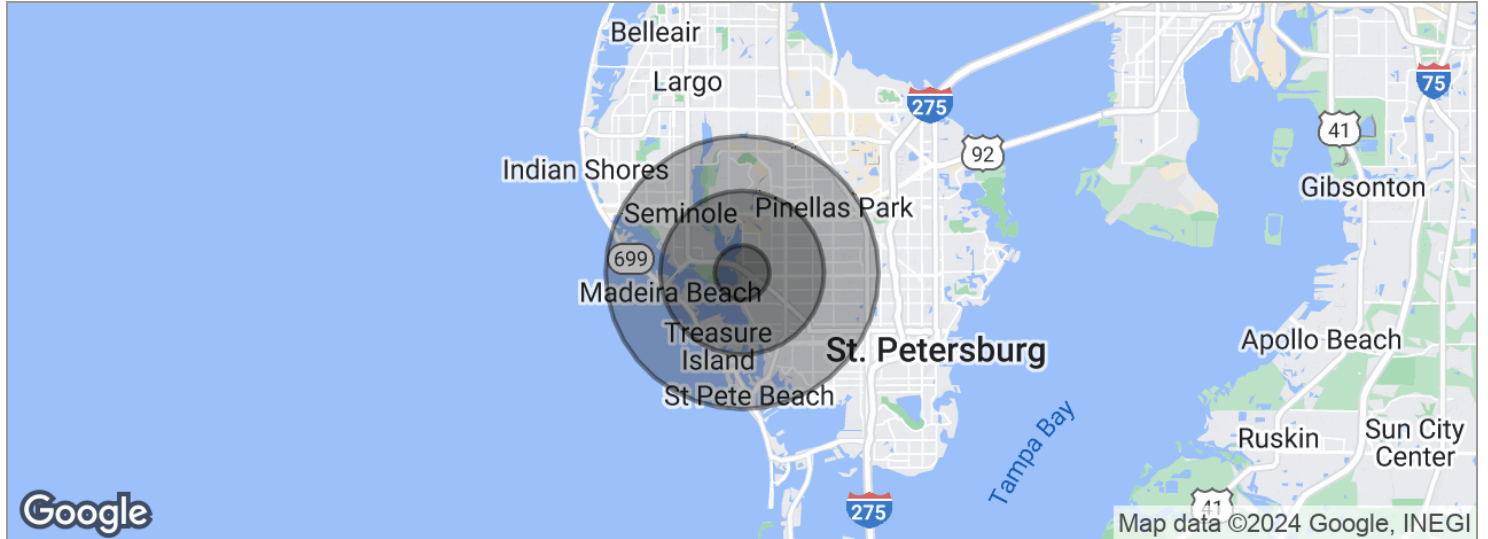 Belleair
Largo
75
275
41
92
Indian Shores
Gibsonton
Seminole
Pinellas Park
699
Madeira Beach
Treasure
Island
St. Petersburg
Apollo Beach
St Pete Beach
Tampa Bay
Ruskin
Sun City
Center
275
41
Google
Map data ©2024 Google, INEGI